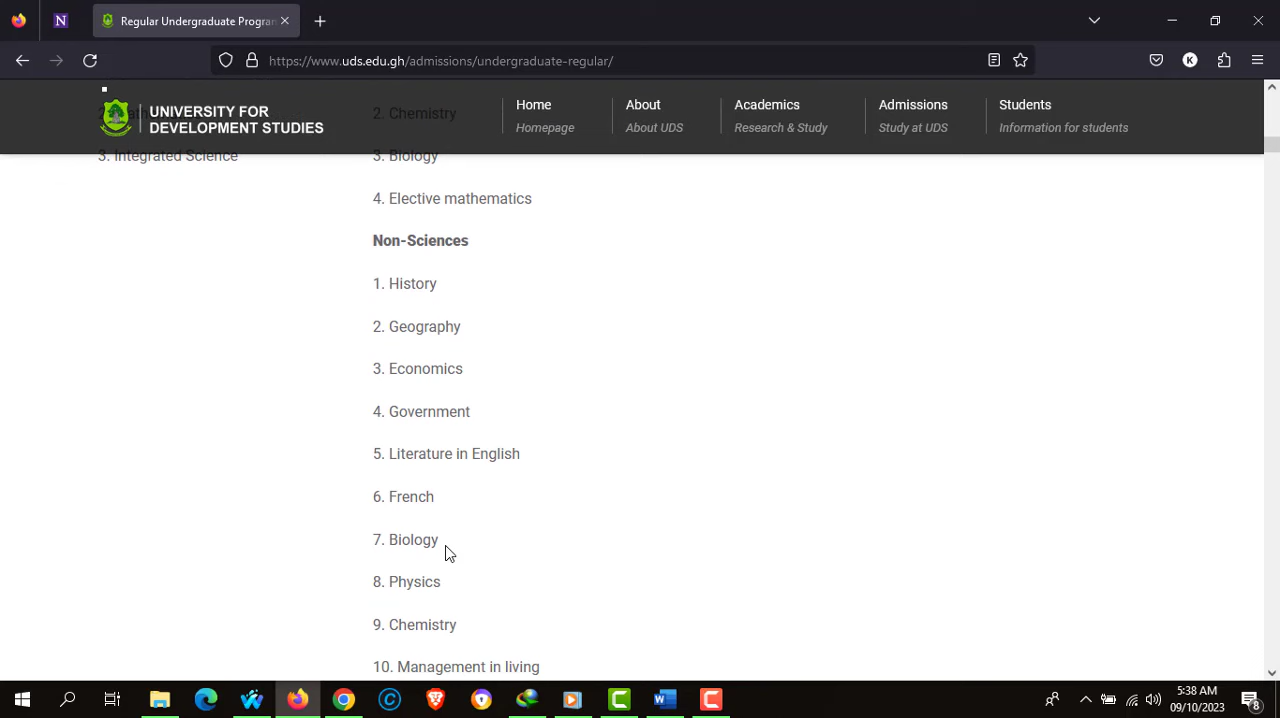 N
Regular Undergraduate Program
https://www.uds.edu.gh/admissions/undergraduate-regular/
K
UNIVERSITY FOR
DEVELOPMENT STUDIES
Home
Homepage
About
About UDS
Academics
Research & Study
Admissions
Study at UDS
Students
Information for students
3. Integrated Science
2. Chemistry
3. Biology
4. Elective mathematics
Non-Sciences
1. History
2. Geography
3. Economics
4. Government
5. Literature in English
6. French
7. Biology
8. Physics
9. Chemistry
10. Management in living
5:38 AM
09/10/2023
8